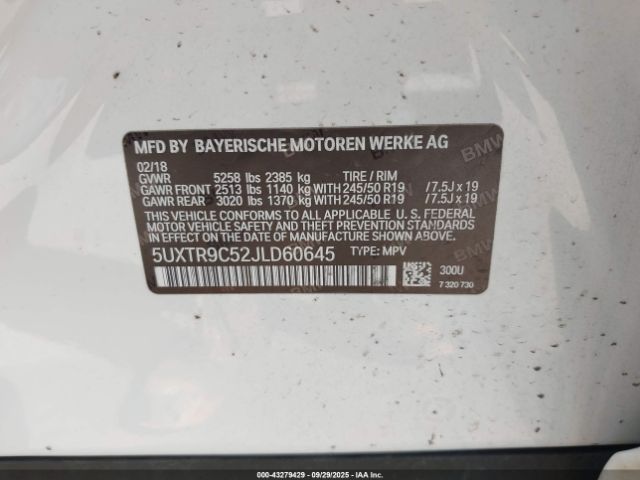 MFD BY BAYERISCHE MOTOREN WERKE AG
02/18
GVWR 5258 lbs 2385 kg TIRE / RIM
GAWR FRONT 2513 lbs 1140 kg WITH 245/50 R19 /7.5J x 19
GAWR REAR 3020 lbs 1370 kg WITH 245/50 R19 /7.5J x 19
THIS VEHICLE CONFORMS TO ALL APPLICABLE U. S. FEDERAL
MOTOR VEHICLE SAFETY AND THEFT PREVENTION
STANDARDS IN EFFECT ON THE DATE OF MANUFACTURE
SHOWN ABOVE.
5UXTR9C52JLD60645 TYPE: MPV
300U
7 320 730
000-43279429 - 09/29/2025 - IAAI - COPART